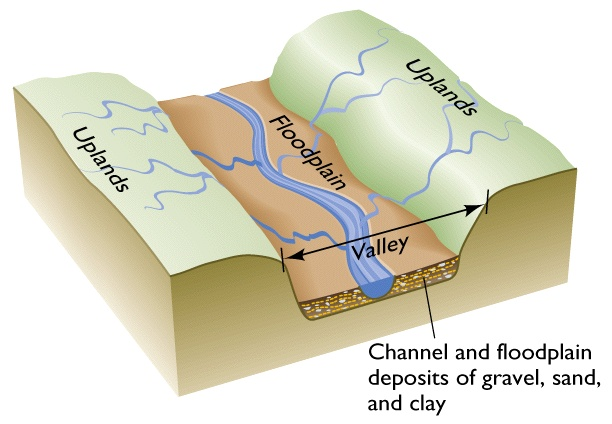 Uplands
Uplands
Floodplain
Valley
Channel and floodplain
deposits of gravel, sand,
and clay